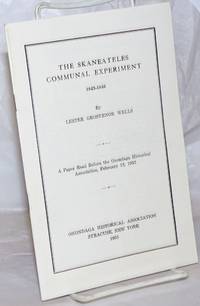 THE SKANEATELES
COMMUNAL EXPERIMENT
1843-1846
By
LESTER GROSVENOR WELLS
A Paper Read Before the Onondaga Historical
Association, February 13, 1953
ONONDAGA HISTORICAL ASSOCIATION
SYRACUSE, NEW YORK
1953